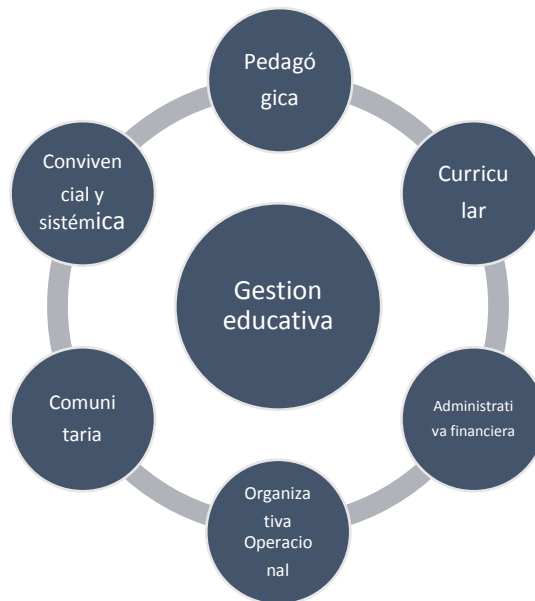 Pedagó
gica
Curricu
lar
Administrati
va financiera
Organiza
tiva
Operacio
nal
Comuni
taria
Conviven
cial y
sistémica
Gestion
educativa